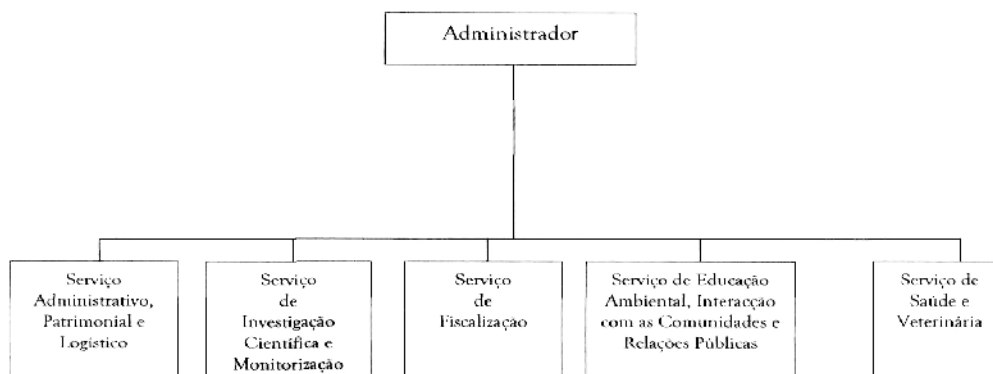 Administrador
Serviço
Administrativo,
Patrimonial e
Logístico
Serviço
de
Investigação
Científica e
Monitorização
Serviço
de
Fiscalização
Serviço de Educação
Ambiental, Interacção
com as Comunidades e
Relações Públicas
Serviço de
Saúde e
Veterinária